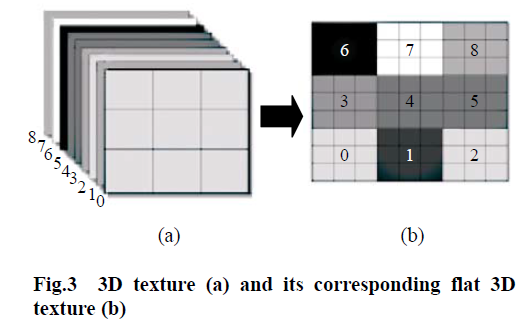 6 7 8
3 4 5
0 1 2
8 7 6 5 4 3 2 1 0
(a) (b)
Fig.3 3D texture (a) and its corresponding flat 3D
texture (b)